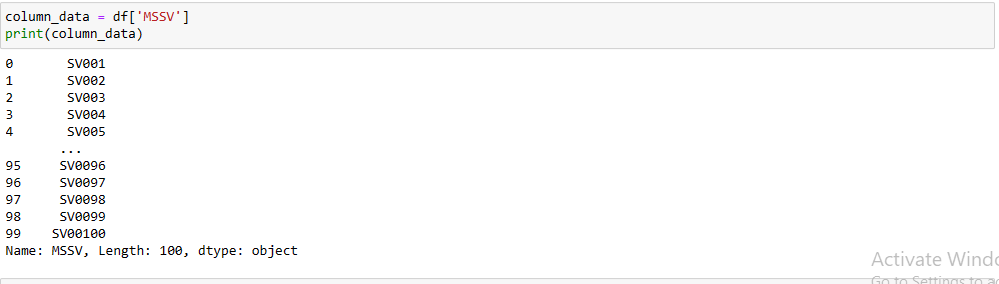 column_data = df['MSSV']
print(column_data)
0       SV001
1       SV002
2       SV003
3       SV004
4       SV005
       ...
95     SV0096
96     SV0097
97     SV0098
98     SV0099
99    SV00100
Name: MSSV, Length: 100, dtype: object
Activate Windo
Go to Settings to ac